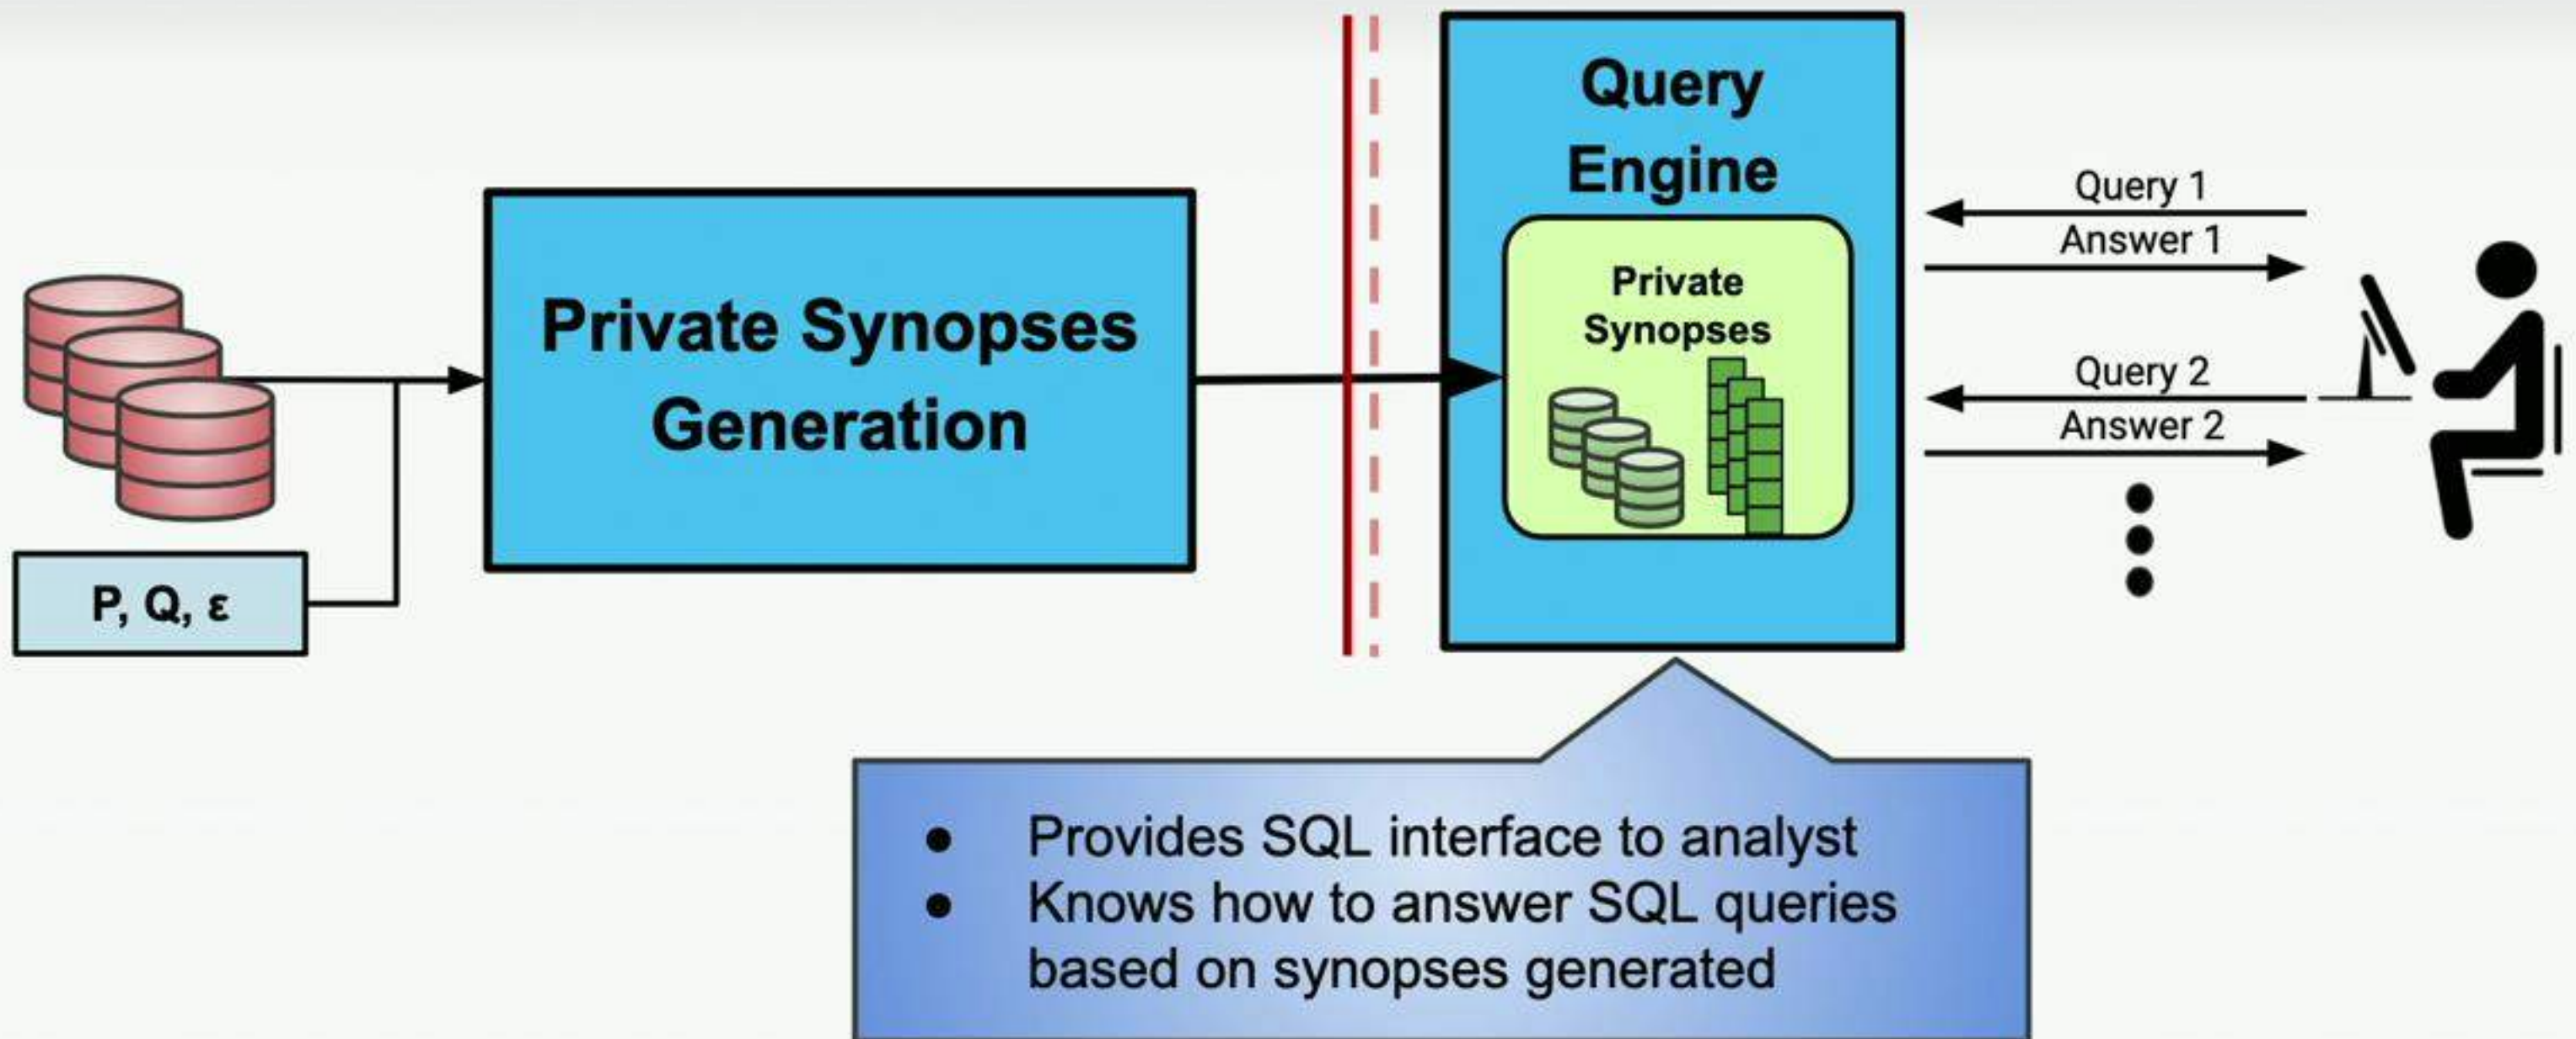 Query
Engine
Private
Synopses
Private Synopses
Generation
P, Q, ε
Query 1
Answer 1
Query 2
Answer 2
● Provides SQL interface to analyst
● Knows how to answer SQL queries
based on synopses generated